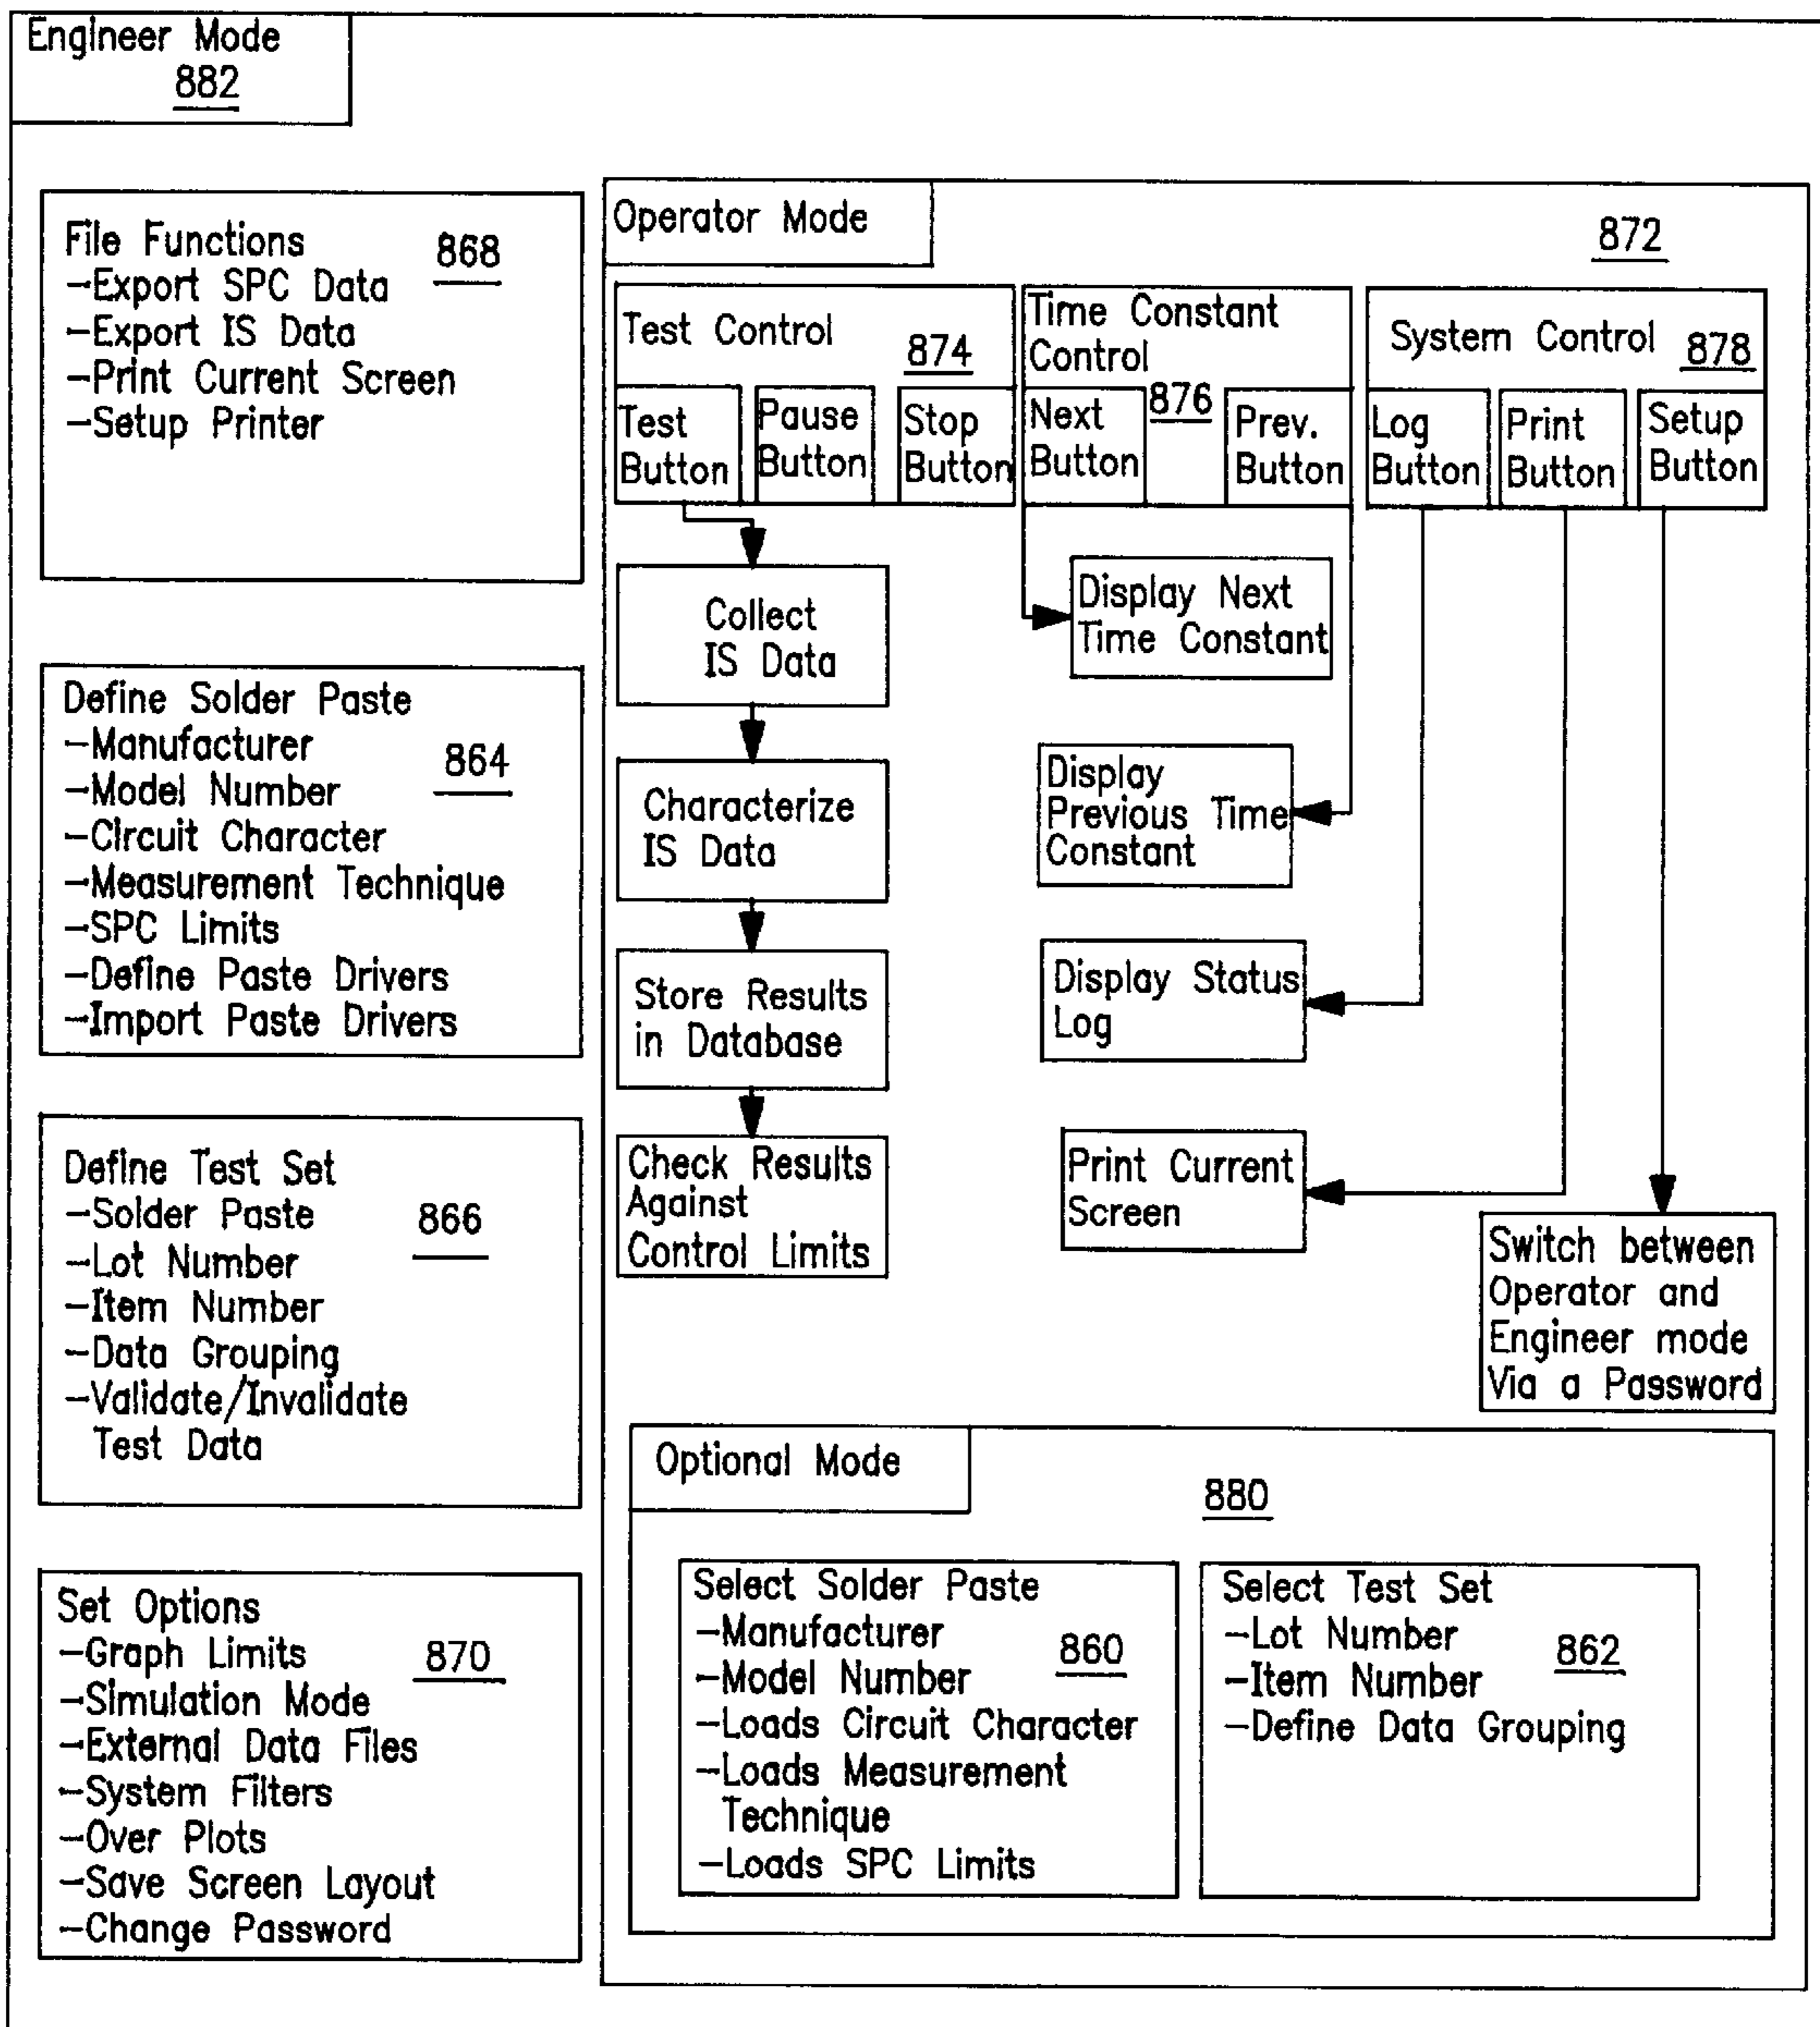 Engineer Mode
882
File Functions
868
-Export SPC Data
-Export IS Data
-Print Current Screen
-Setup Printer
Define Solder Paste
-Manufacturer
864
-Model Number
-Circuit Character
-Measurement Technique
-SPC Limits
-Define Paste Drivers
-Import Paste Drivers
Define Test Set
-Solder Paste
866
-Lot Number
-Item Number
-Data Grouping
-Validate/Invalidate
Test Data
Set Options
-Graph Limits
870
-Simulation Mode
-External Data Files
-System Filters
-Over Plots
-Save Screen Layout
-Change Password
Operator Mode
872
Test Control
874
Test
Button
Pause
Button
Stop
Button
Time Constant
Control
876
Next
Button
Prev.
Button
System Control
878
Log
Button
Print
Button
Setup
Button
Collect
IS Data
Characterize
IS Data
Store Results
in Database
Check Results
Against
Control Limits
Display Next
Time Constant
Display
Previous Time
Constant
Display Status
Log
Print Current
Screen
Switch between
Operator and
Engineer mode
Via a Password
Optional Mode
880
Select Solder Paste
-Manufacturer
860
-Model Number
-Loads Circuit Character
-Loads Measurement
Technique
-Loads SPC Limits
Select Test Set
-Lot Number
862
-Item Number
-Define Data Grouping